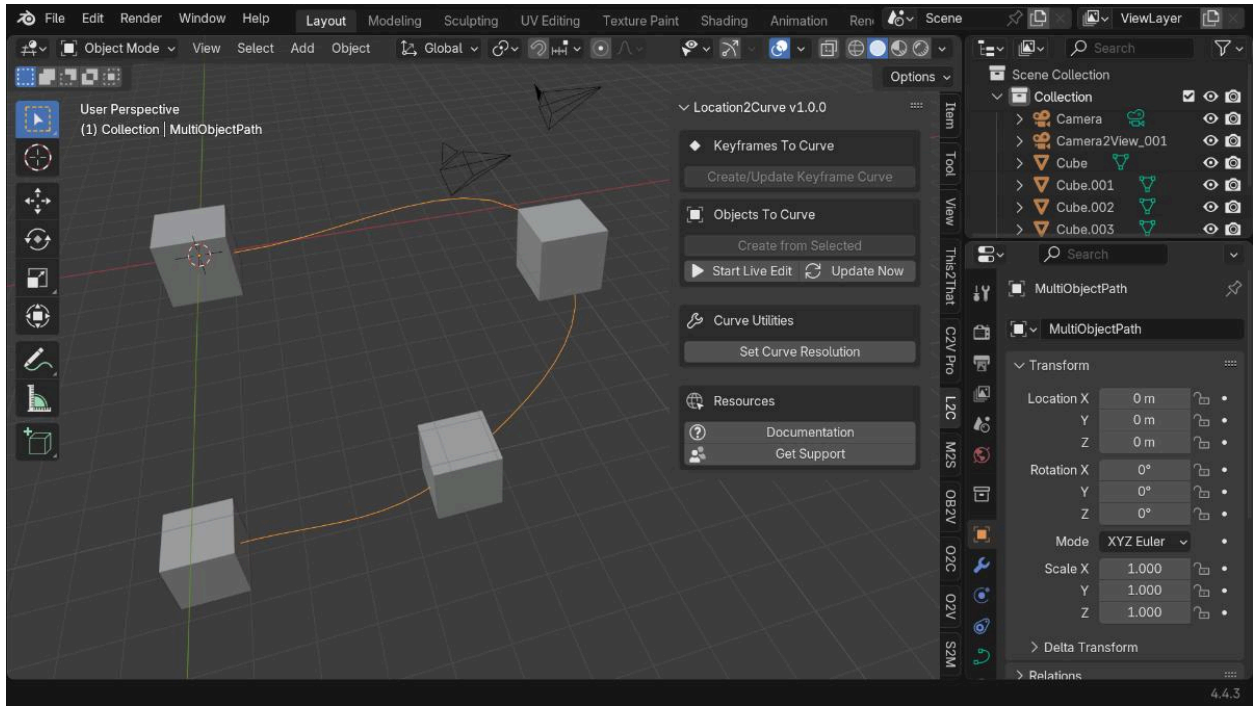 File Edit Render Window Help Layout Modeling Sculpting UV Editing Texture Paint Shading Animation Scene ViewLayer
Object Mode View Select Add Object Global Search
Options
User Perspective
(1) Collection | MultiObjectPath
Location2Curve v1.0.0
Keyframes To Curve
Create/Update Keyframe Curve
Objects To Curve
Create from Selected
Start Live Edit Update Now
Curve Utilities
Set Curve Resolution
Resources
Documentation
Get Support
Item
Tool
View
This2That
C2V Pro
L2C
M2S
OB2V
O2C
O2V
S2M
Scene Collection
Collection
Camera
Camera2View_001
Cube
Cube.001
Cube.002
Cube.003
Search
MultiObjectPath
MultiObjectPath
Transform
Location X 0 m
Y 0 m
Z 0 m
Rotation X 0°
Y 0°
Z 0°
Mode XYZ Euler
Scale X 1.000
Y 1.000
Z 1.000
Delta Transform
Relations
4.4.3